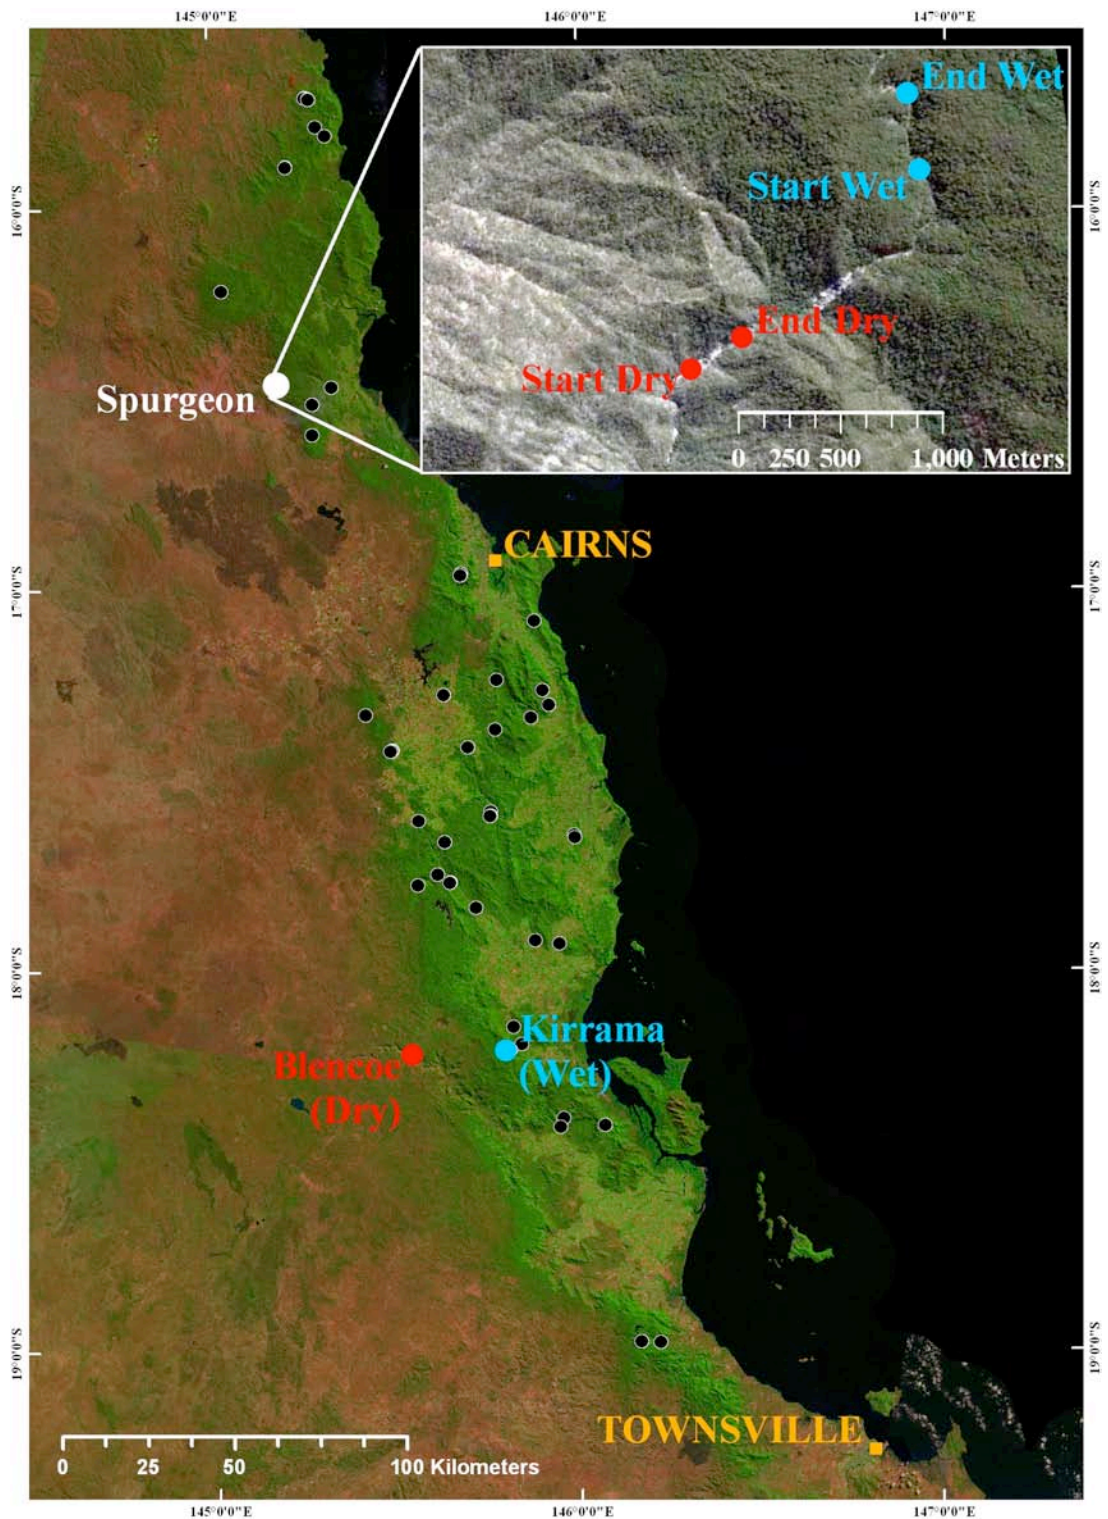 145°0'0"E 146°0'0"E 147°0'0"E
End Wet
Start Wet
16°0'0"S
16°0'0"S
End Dry
Start Dry
Spurgeon
0 250 500 1,000 Meters
CAIRNS
17°0'0"S
17°0'0"S
18°0'0"S
18°0'0"S
Kirrama
(Wet)
Blencoe
(Dry)
19°0'0"S
19°0'0"S
TOWNSVILLE
0 25 50 100 Kilometers
145°0'0"E 146°0'0"E 147°0'0"E